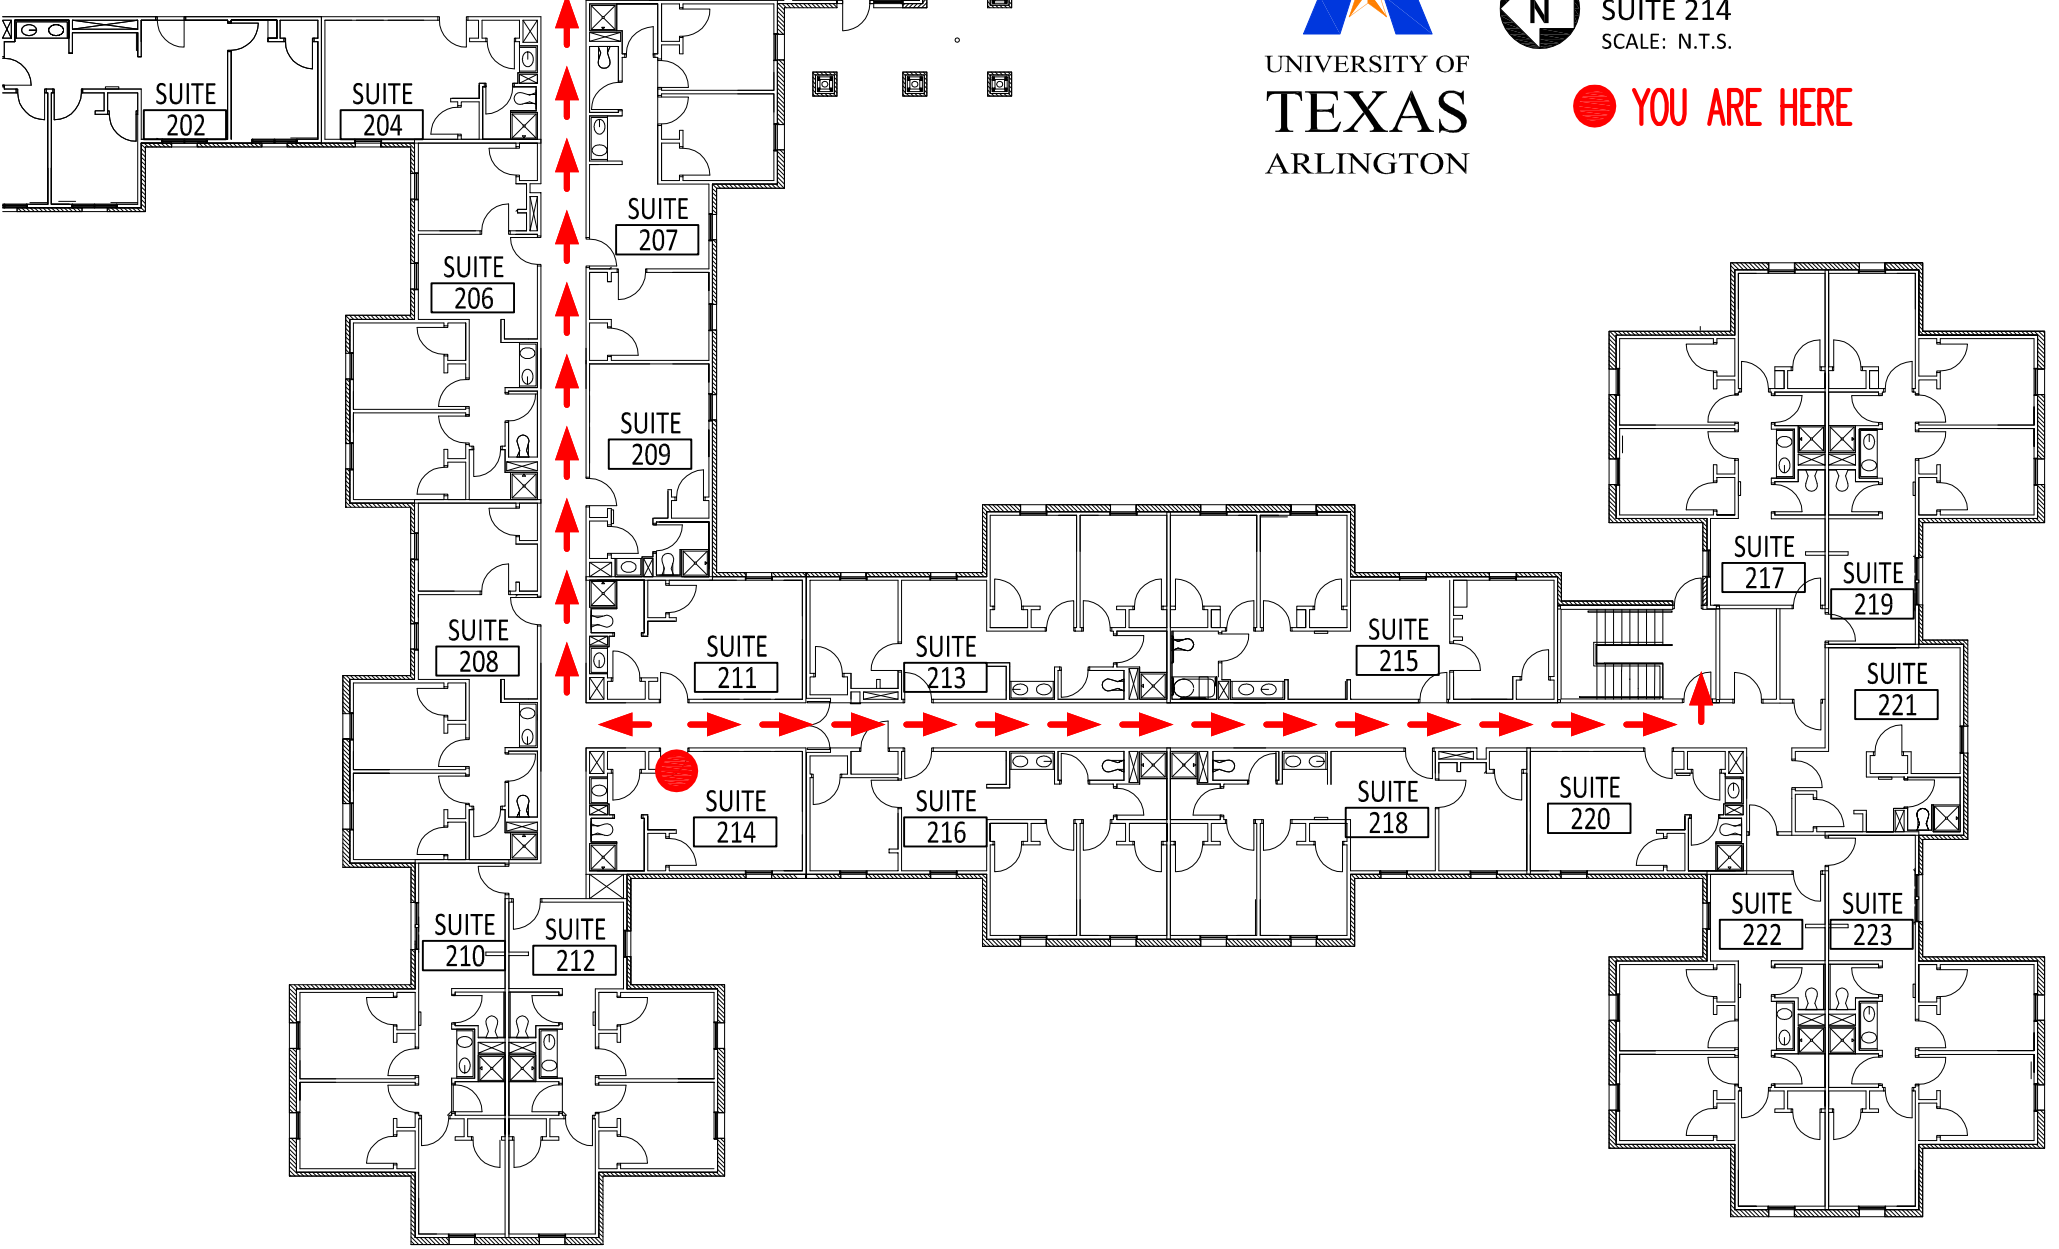 N
SUITE 214
SCALE: N.T.S.
UNIVERSITY OF
TEXAS
ARLINGTON
YOU ARE HERE
SUITE
202
SUITE
204
SUITE
207
SUITE
206
SUITE
209
SUITE
208
SUITE
211
SUITE
213
SUITE
215
SUITE
217
SUITE
219
SUITE
221
SUITE
214
SUITE
216
SUITE
218
SUITE
220
SUITE
210
SUITE
212
SUITE
222
SUITE
223